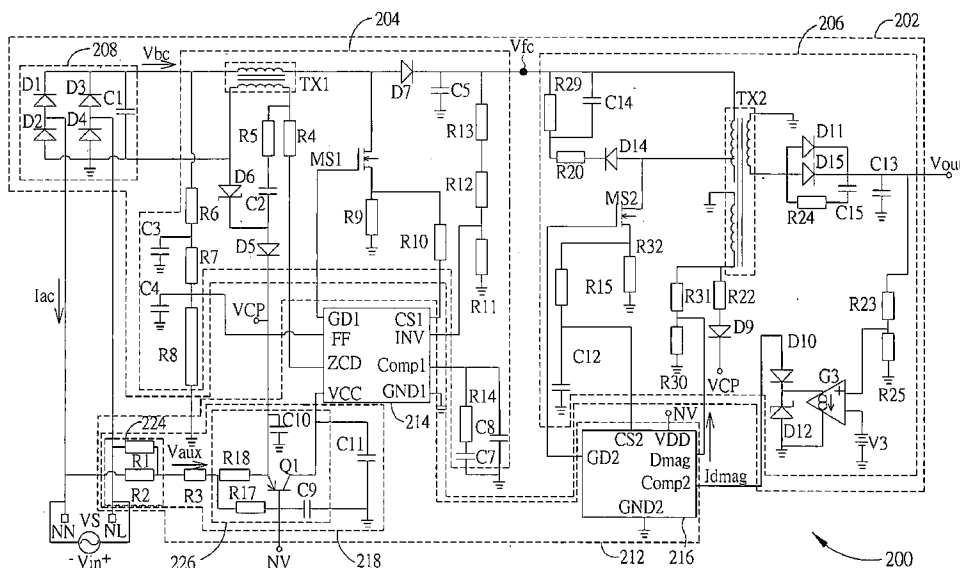 208
204
206
202
Vbc
Vfc
D1
D3
C1
D2
D4
TX1
D7
C5
R13
R29
C14
TX2
R5
R4
MS1
D14
R20
D11
D15
C13
Vout
D6
C2
R12
MS2
R24
C15
R6
R9
R10
R32
C3
D5
R7
R11
R15
R31
R22
R23
C4
Iac
VCP
D9
D10
GD1
CS1
FF
INV
ZCD
Comp1
VCC
GND1
R8
C12
R30
VCP
G3
R25
214
R14
C8
C7
NV
D12
V3
224
Vaux
C10
C11
CS2
VDD
GD2
Dmag
Comp2
GND2
Idmag
R1
R18
Q1
R2
R3
R17
C9
NN
VS
NL
-
Vin
+
226
NV
218
212
216
200